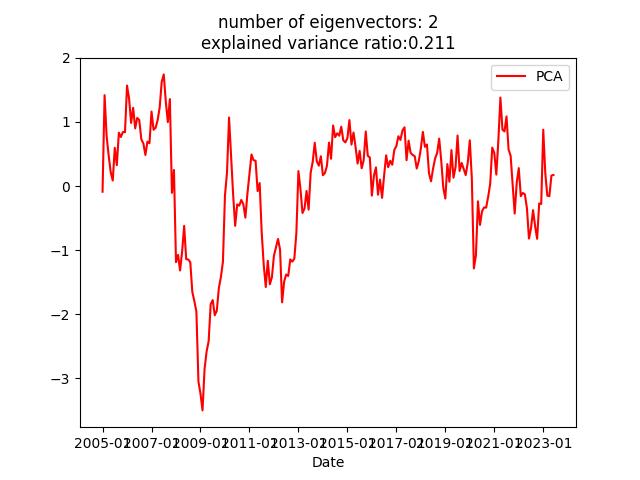 number of eigenvectors: 2
explained variance ratio:0.211
PCA
2
1
0
−1
−2
−3
2005-01 2007-01 2009-01 2011-01 2013-01 2015-01 2017-01 2019-01 2021-01 2023-01
Date